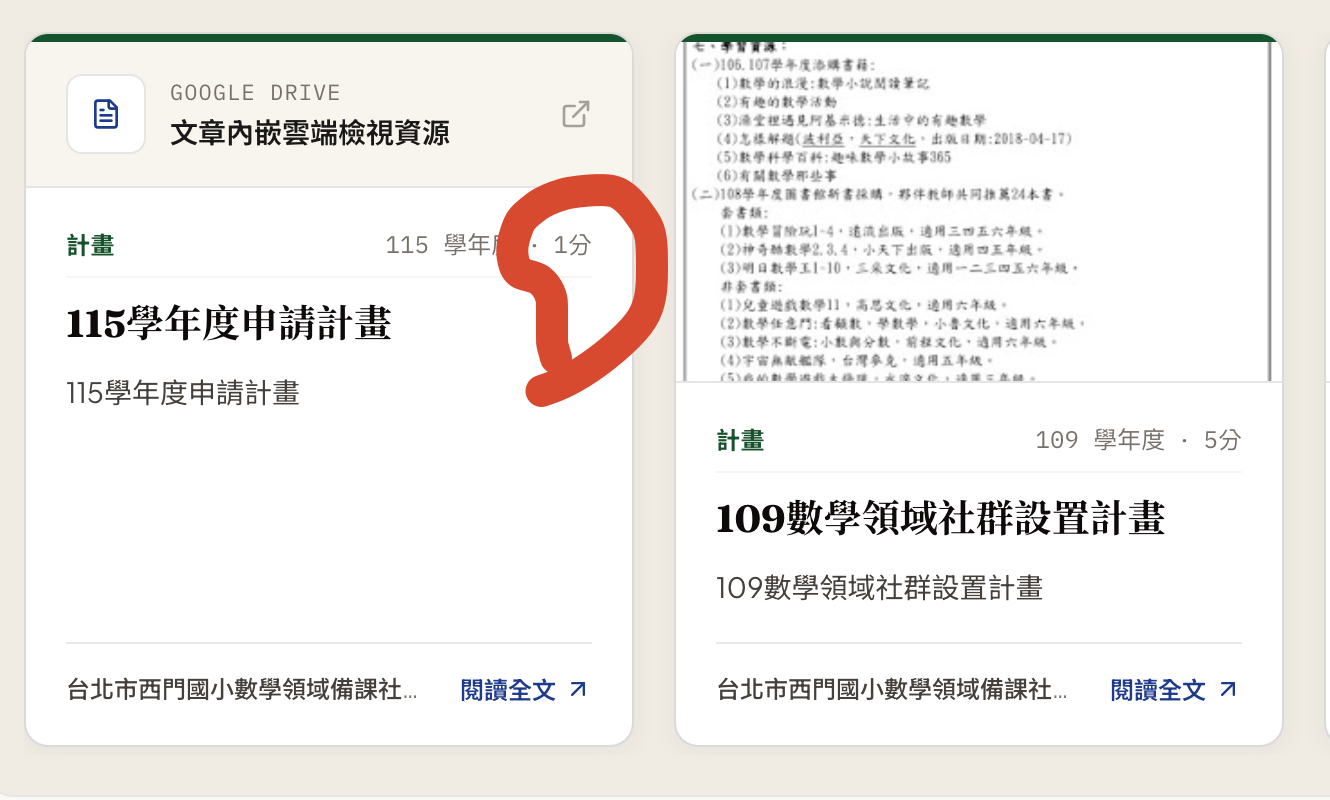 GOOGLE DRIVE
文章內嵌雲端檢視資源
計畫
115 學年 · 1分
115學年度申請計畫
115學年度申請計畫
台北市西門國小數學領域備課社…
閱讀全文
七、學習資源：
(一)106.107學年度添購書籍：
(1)數學的浪漫:數學小說閱讀筆記
(2)有趣的數學活動
(3)澡堂裡遇見阿基米德:生活中的有趣數學
(4)怎樣解題(波利亞，天下文化，出版日期:2018-04-17)
(5)數學科學百科:趣味數學小故事365
(6)有關數學那些事
(二)108學年度圖書館新書採購，夥伴教師共同推薦24本書。
套書類:
(1)數學冒險玩1-4，遠流出版，適用三四五六年級。
(2)神奇酷數學2.3.4，小天下出版，適用四五年級。
(3)明日數學王1-10，三采文化，適用一二三四五六年級，
非套書類:
(1)兒童遊戲數學11，高思文化，適用六年級。
(2)數學任意門:看顧數，學數學，小魯文化，適用六年級，
(3)數學不斷電:小數與分數，前程文化，適用六年級。
(4)宇宙無敵艦隊，台灣麥克，適用五年級。
計畫
109 學年度 · 5分
109數學領域社群設置計畫
109數學領域社群設置計畫
台北市西門國小數學領域備課社…
閱讀全文